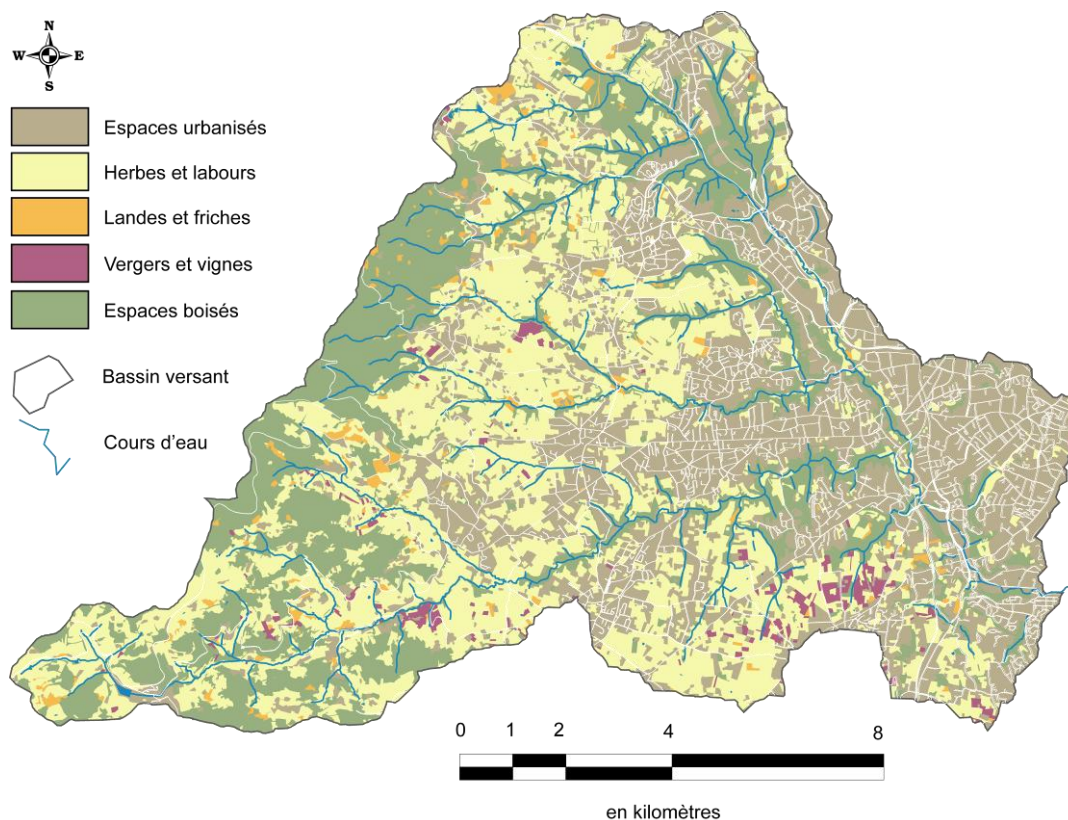 N
W E
S
Espaces urbanisés
Herbes et labours
Landes et friches
Vergers et vignes
Espaces boisés
Bassin versant
Cours d'eau
0 1 2 4 8
en kilomètres